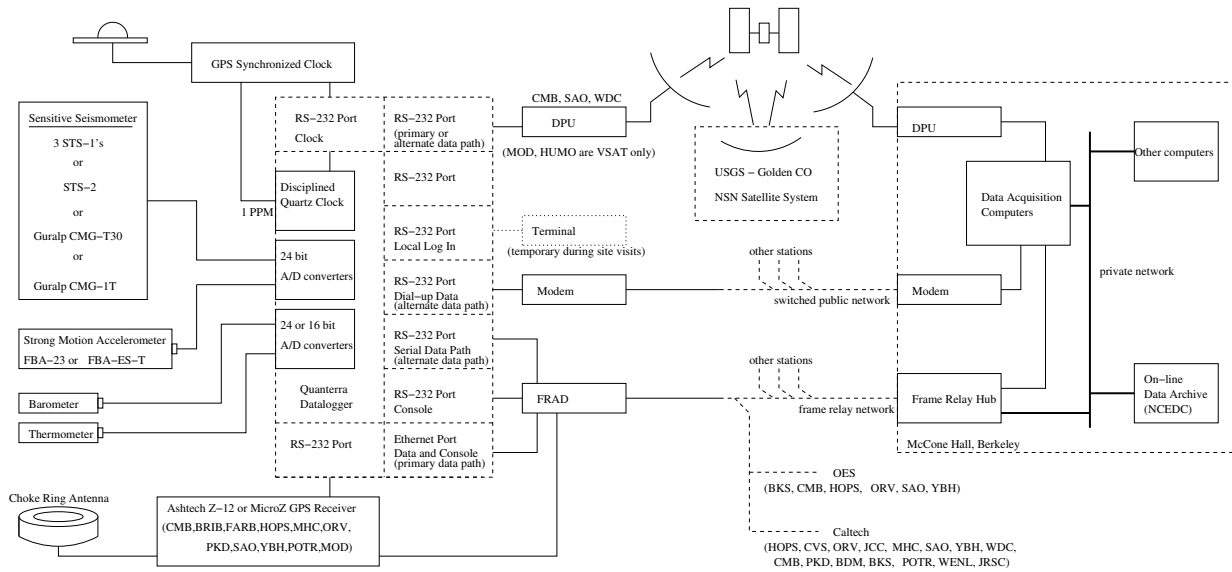 GPS Synchronized Clock
Sensitive Seismometer
3 STS−1's
or
STS−2
or
Guralp CMG−T30
or
Guralp CMG−1T
Strong Motion Accelerometer
FBA−23 or FBA−ES−T
Barometer
Thermometer
Choke Ring Antenna
1 PPM
RS−232 Port
Clock
Disciplined
Quartz Clock
24 bit
A/D converters
24 or 16 bit
A/D converters
Quanterra
Datalogger
RS−232 Port
RS−232 Port
(primary or
alternate data path)
RS−232 Port
RS−232 Port
Local Log In
RS−232 Port
Dial−up Data
(alternate data path)
RS−232 Port
Serial Data Path
(alternate data path)
RS−232 Port
Console
Ethernet Port
Data and Console
(primary data path)
Ashtech Z−12 or MicroZ GPS Receiver
(CMB,BRIB,FARB,HOPS,MHC,ORV,
PKD,SAO,YBH,POTR,MOD)
CMB, SAO, WDC
DPU
(MOD, HUMO are VSAT only)
Terminal
(temporary during site visits)
Modem
FRAD
USGS − Golden CO
NSN Satellite System
other stations
switched public network
other stations
frame relay network
OES
(BKS, CMB, HOPS, ORV, SAO, YBH)
Caltech
(HOPS, CVS, ORV, JCC, MHC, SAO, YBH, WDC,
CMB, PKD, BDM, BKS, POTR, WENL, JRSC)
DPU
Data Acquisition
Computers
Modem
Frame Relay Hub
McCone Hall, Berkeley
Other computers
private network
On−line
Data Archive
(NCEDC)